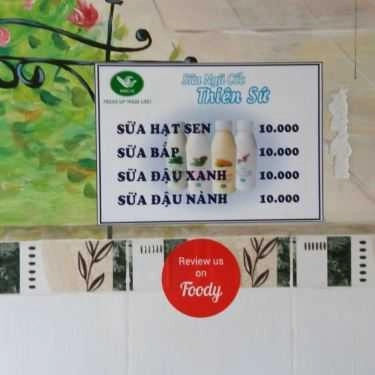 Sữa Ngũ Cốc
Thiên Sứ
SỮA HẠT SEN 10.000
SỮA BẮP 10.000
SỮA ĐẬU XANH 10.000
SỮA ĐẬU NÀNH 10.000
Review us
on
Foody